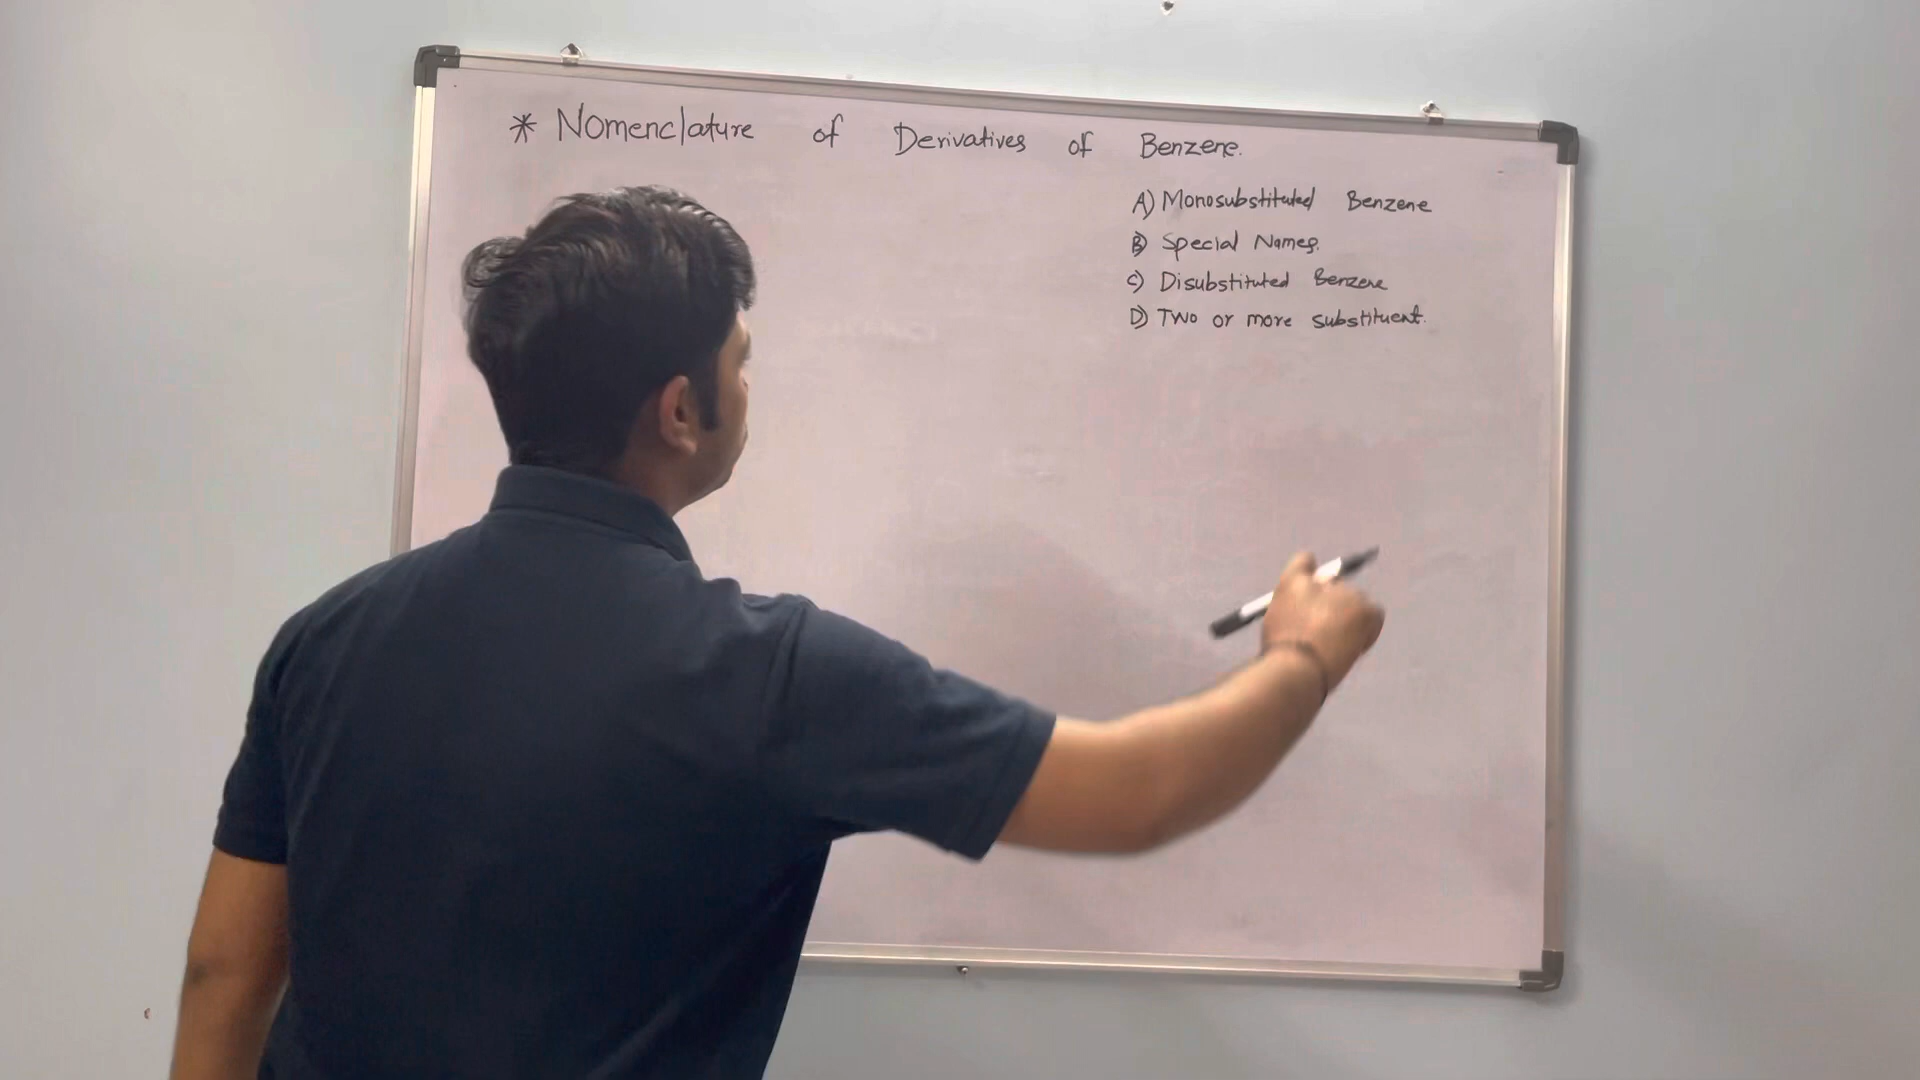 * Nomenclature of Derivatives of Benzene.
A) Monosubstituted Benzene
B) Special Names.
C) Disubstituted Benzene
D) Two or more substituent.